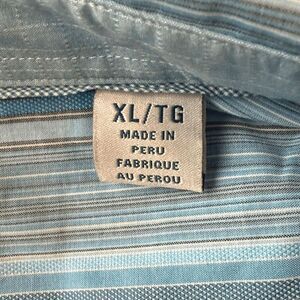 XL/TG
MADE IN
PERU
FABRIQUE
AU PEROU